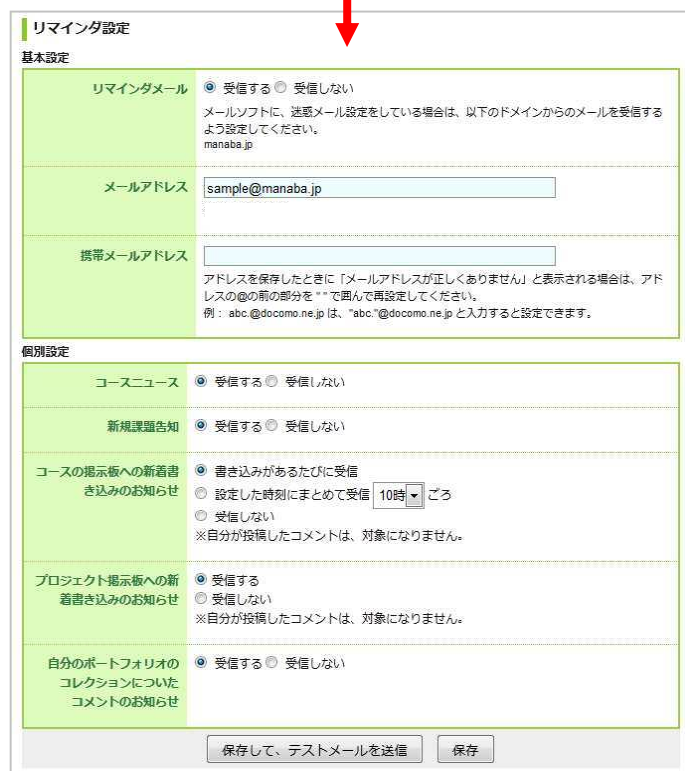 リマインダ設定
基本設定
リマインダメール
受信する 受信しない
メールソフトに、迷惑メール設定をしている場合は、以下のドメインからのメールを受信する
よう設定してください。
manaba.jp
メールアドレス
sample@manaba.jp
携帯メールアドレス
アドレスを保存したときに「メールアドレスが正しくありません」と表示される場合は、アド
レスの@の前の部分を " " で囲んで再設定してください。
例： abc.@docomo.ne.jp は、"abc."@docomo.ne.jp と入力すると設定できます。
個別設定
コースニュース
受信する 受信しない
新規課題告知
受信する 受信しない
コースの掲示板への新着書
き込みのお知らせ
書き込みがあるたびに受信
設定した時刻にまとめて受信 10時 ごろ
受信しない
※自分が投稿したコメントは、対象になりません。
プロジェクト掲示板への新
着書き込みのお知らせ
受信する
受信しない
※自分が投稿したコメントは、対象になりません。
自分のポートフォリオの
コレクションについた
コメントのお知らせ
受信する 受信しない
保存して、テストメールを送信 保存